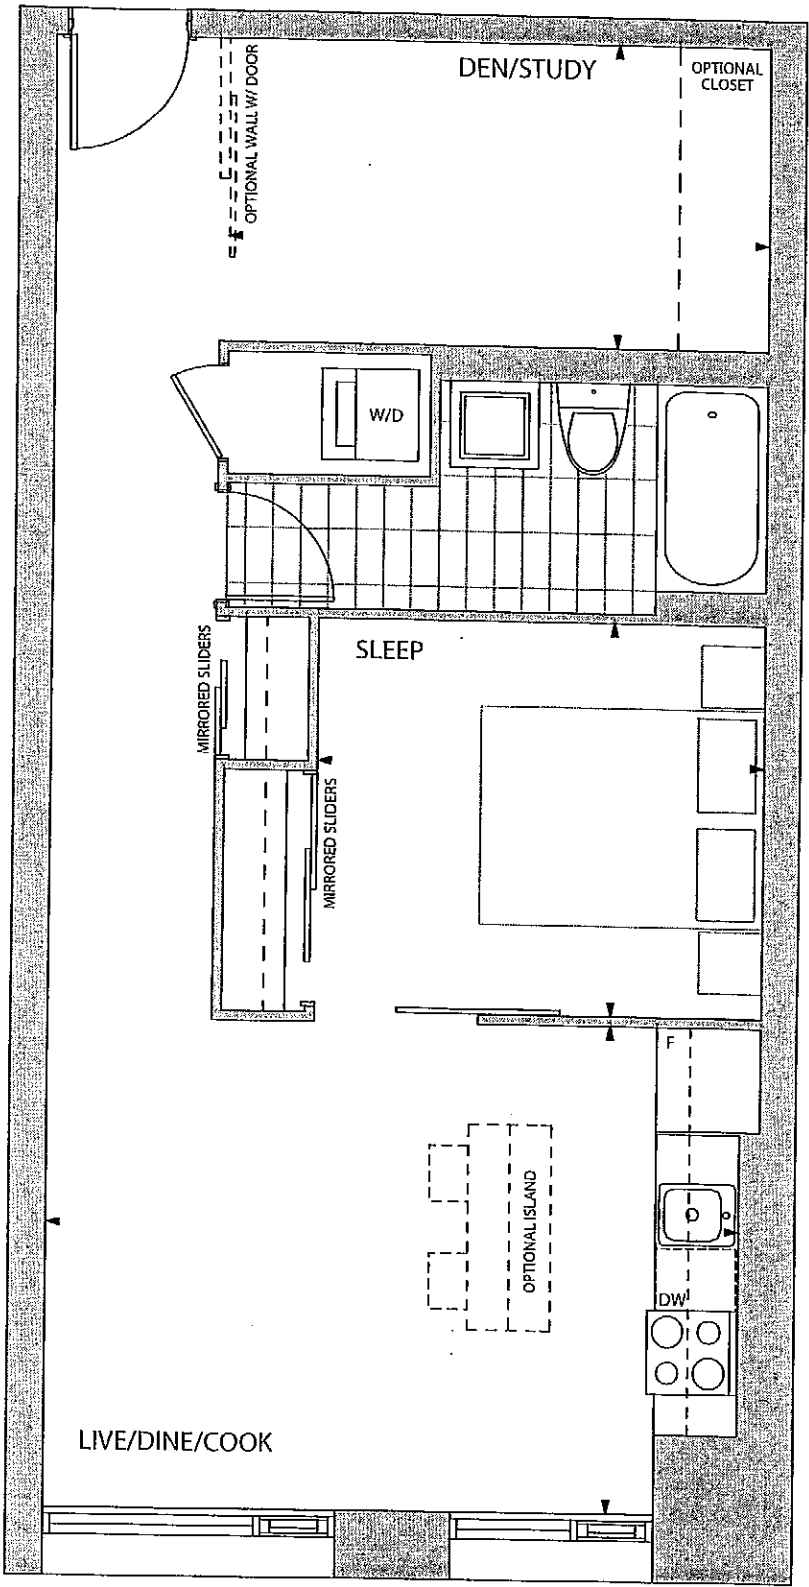 DEN/STUDY
OPTIONAL
CLOSET
OPTIONAL WALL W/ DOOR
W/D
SLEEP
MIRRORED SLIDERS
MIRRORED SLIDERS
F
OPTIONAL ISLAND
DW
LIVE/DINE/COOK